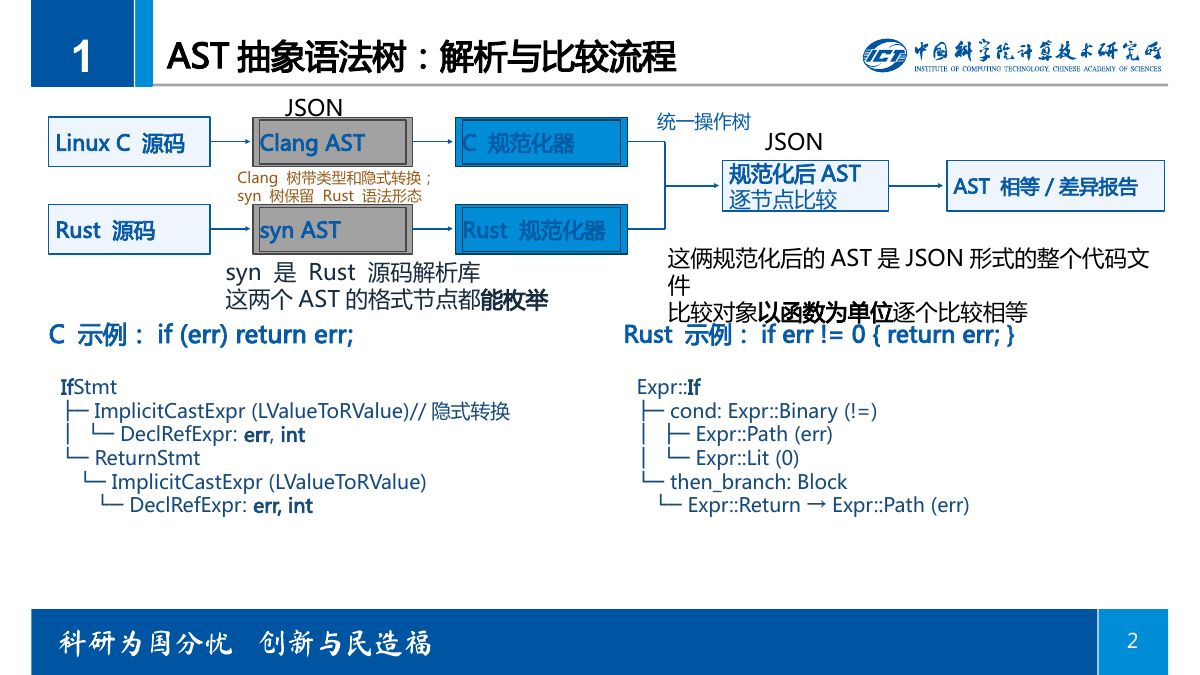 1
AST 抽象语法树：解析与比较流程
中国科学院计算技术研究所
INSTITUTE OF COMPUTING TECHNOLOGY, CHINESE ACADEMY OF SCIENCES
JSON
Linux C 源码
Clang AST
C 规范化器
统一操作树
JSON
Clang 树带类型和隐式转换；
syn 树保留 Rust 语法形态
规范化后 AST
逐节点比较
AST 相等 / 差异报告
Rust 源码
syn AST
Rust 规范化器
syn 是 Rust 源码解析库
这两个 AST 的格式节点都能枚举
这俩规范化后的 AST 是 JSON 形式的整个代码文
件
比较对象以函数为单位逐个比较相等
C 示例： if (err) return err;
Rust 示例： if err != 0 { return err; }
IfStmt
├─ ImplicitCastExpr (LValueToRValue)// 隐式转换
│ └─ DeclRefExpr: err, int
└─ ReturnStmt
└─ ImplicitCastExpr (LValueToRValue)
└─ DeclRefExpr: err, int
Expr::If
├─ cond: Expr::Binary (!=)
│ ├─ Expr::Path (err)
│ └─ Expr::Lit (0)
└─ then_branch: Block
└─ Expr::Return → Expr::Path (err)
科研为国分忧 创新与民造福
2